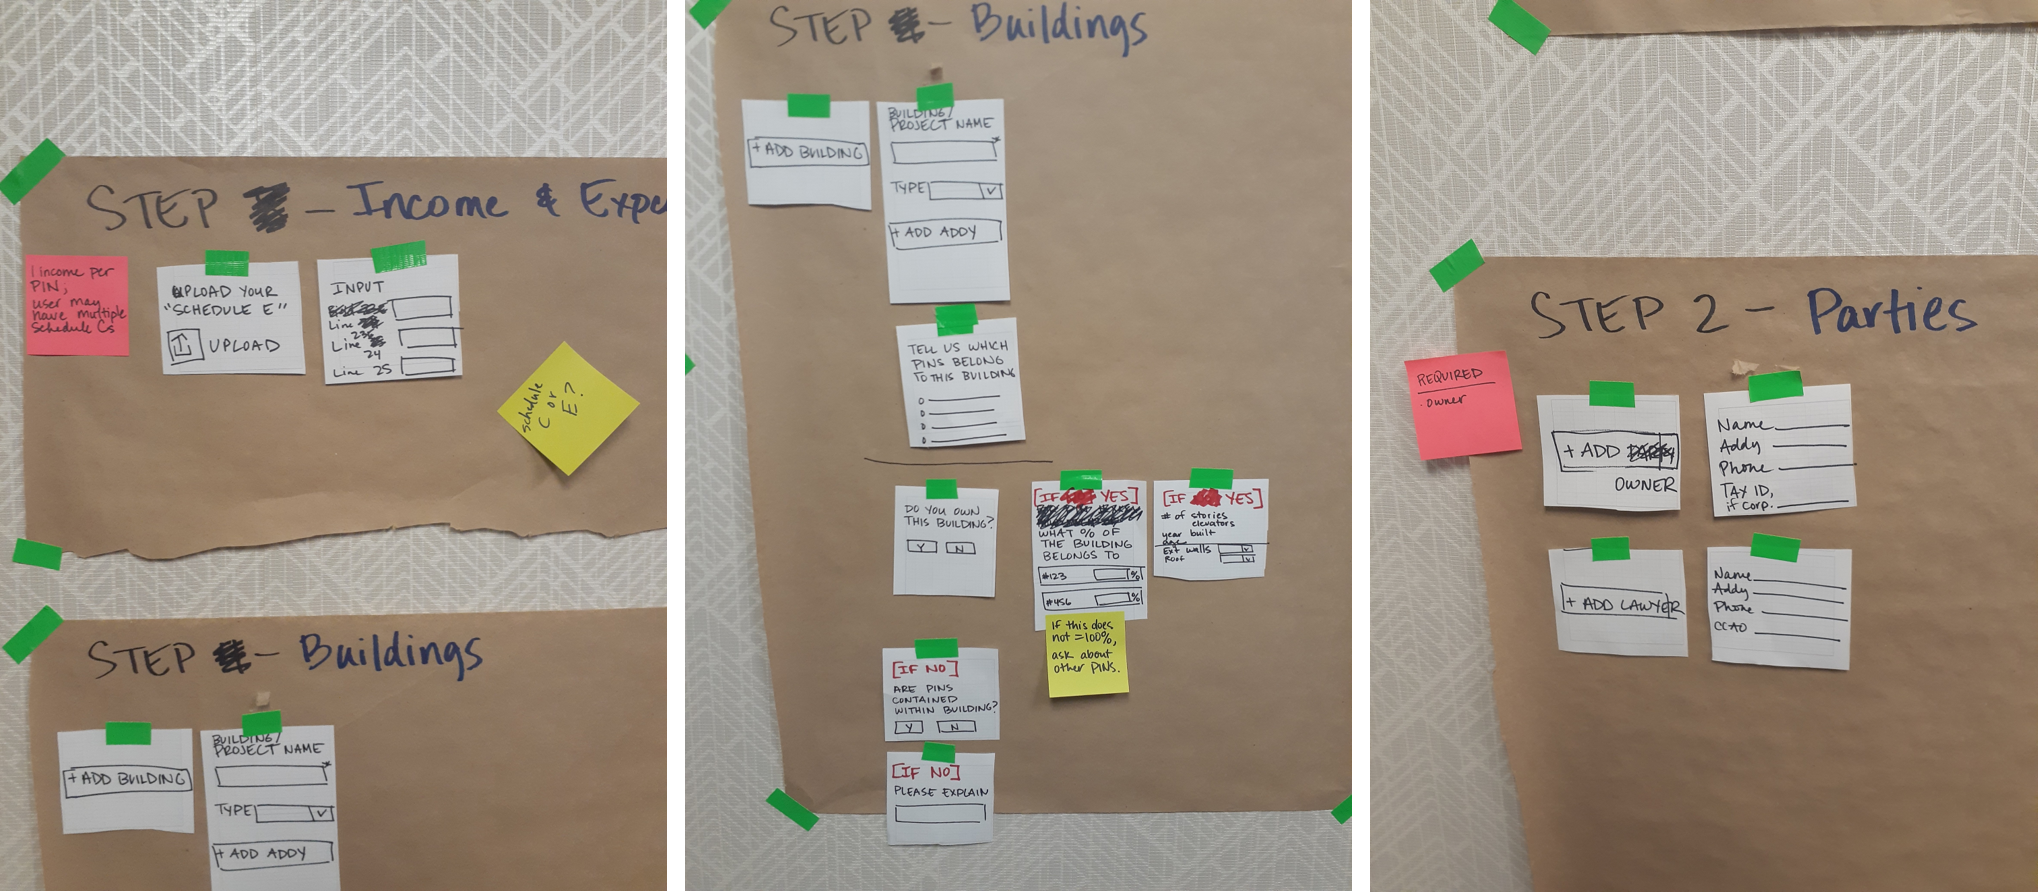 STEP - Income & Expe
1 income per
PIN;
user may
have multiple
Schedule Cs
UPLOAD YOUR
"SCHEDULE E"
UPLOAD
INPUT
Line
23c
Line
24
Line 25
Schedule
C or
E?
STEP - Buildings
+ ADD BUILDING
BUILDING/
PROJECT NAME
*
TYPE
+ ADD ADDY
STEP - Buildings
+ ADD BUILDING
BUILDING/
PROJECT NAME
*
TYPE
+ ADD ADDY
TELL US WHICH
PINS BELONG
TO THIS BUILDING
DO YOU OWN
THIS BUILDING?
Y N
[IF YES]
WHAT % OF
THE BUILDING
BELONGS TO
#123 %
#456 %
If this does
not = 100%,
ask about
other PINs.
[IF YES]
# of stories
elevators
year built
Ext walls
Roof
[IF NO]
ARE PINS
CONTAINED
WITHIN BUILDING?
Y N
[IF NO]
PLEASE EXPLAIN
STEP 2 - Parties
REQUIRED
. owner
+ ADD
OWNER
Name
Addy
Phone
TAX ID,
if corp.
+ ADD LAWYER
Name
Addy
Phone
CCAO